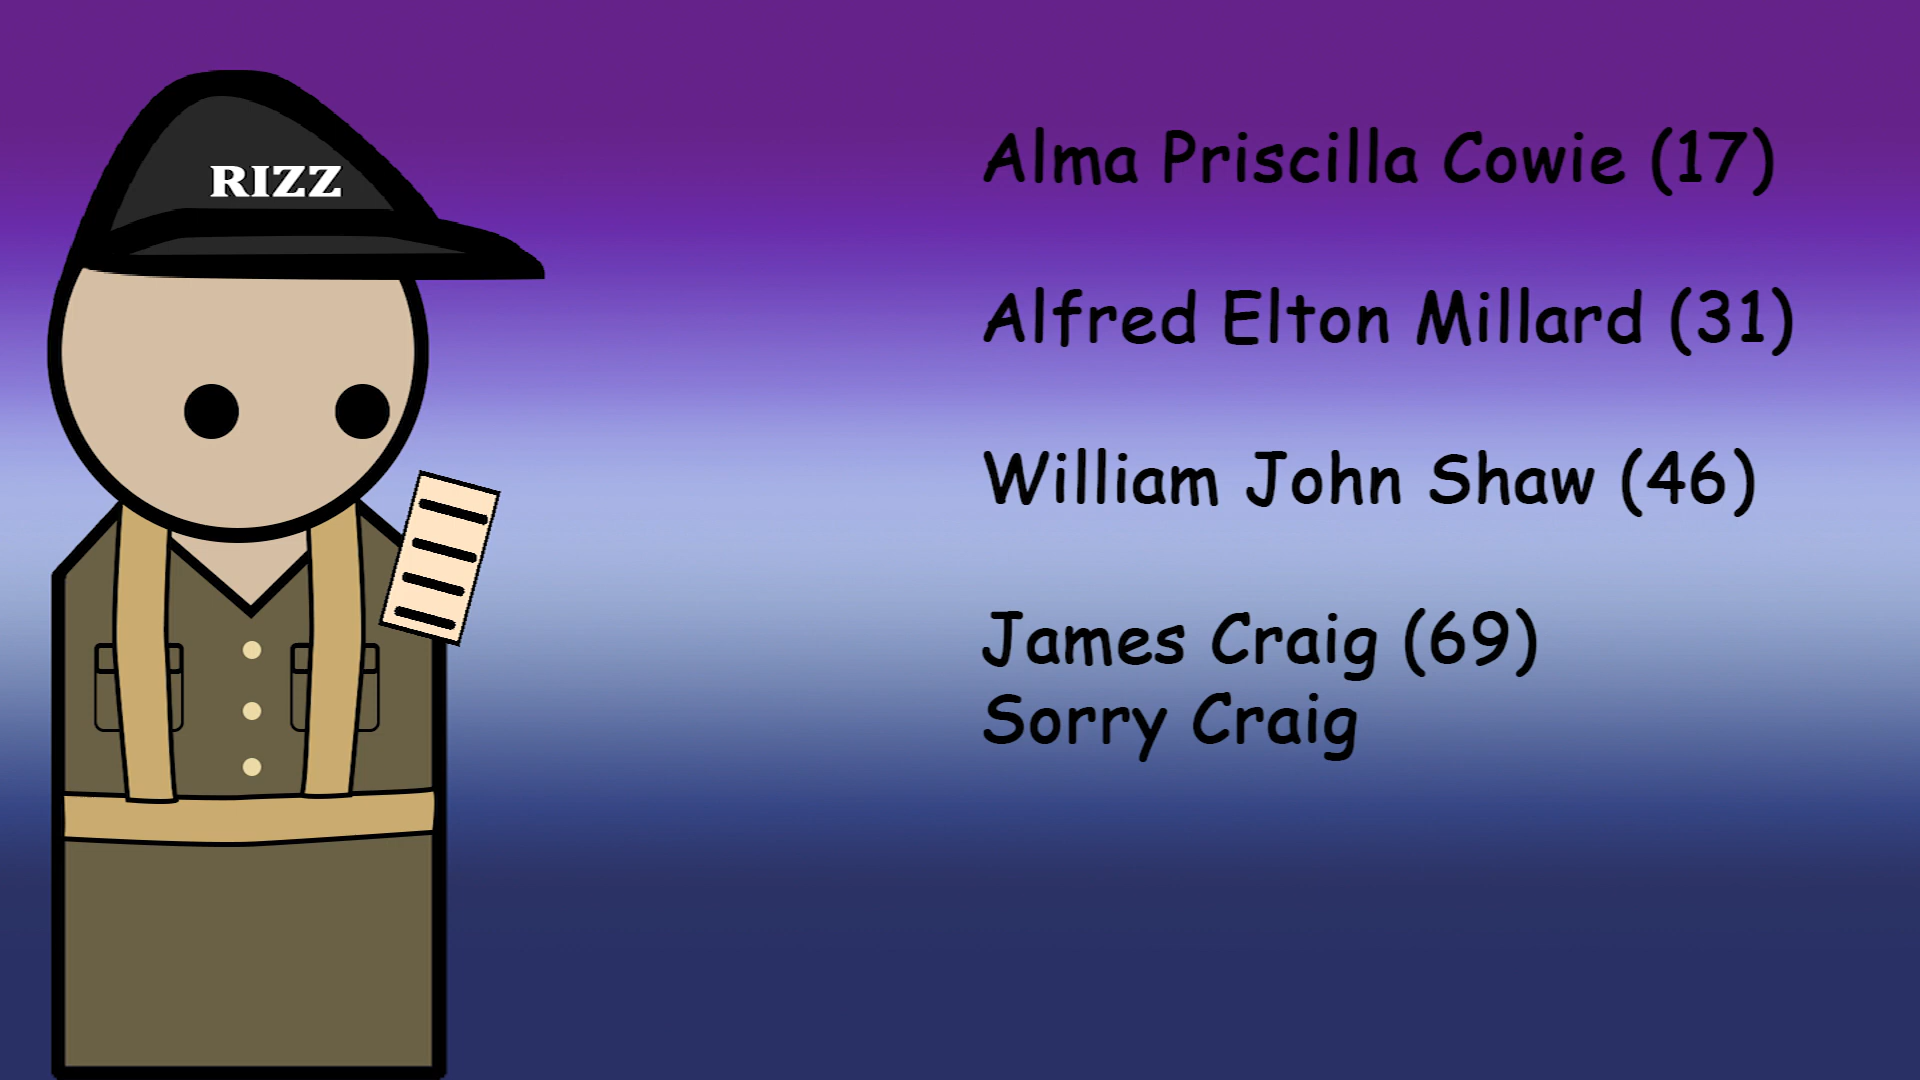 RIZZ
Alma Priscilla Cowie (17)
Alfred Elton Millard (31)
William John Shaw (46)
James Craig (69)
Sorry Craig